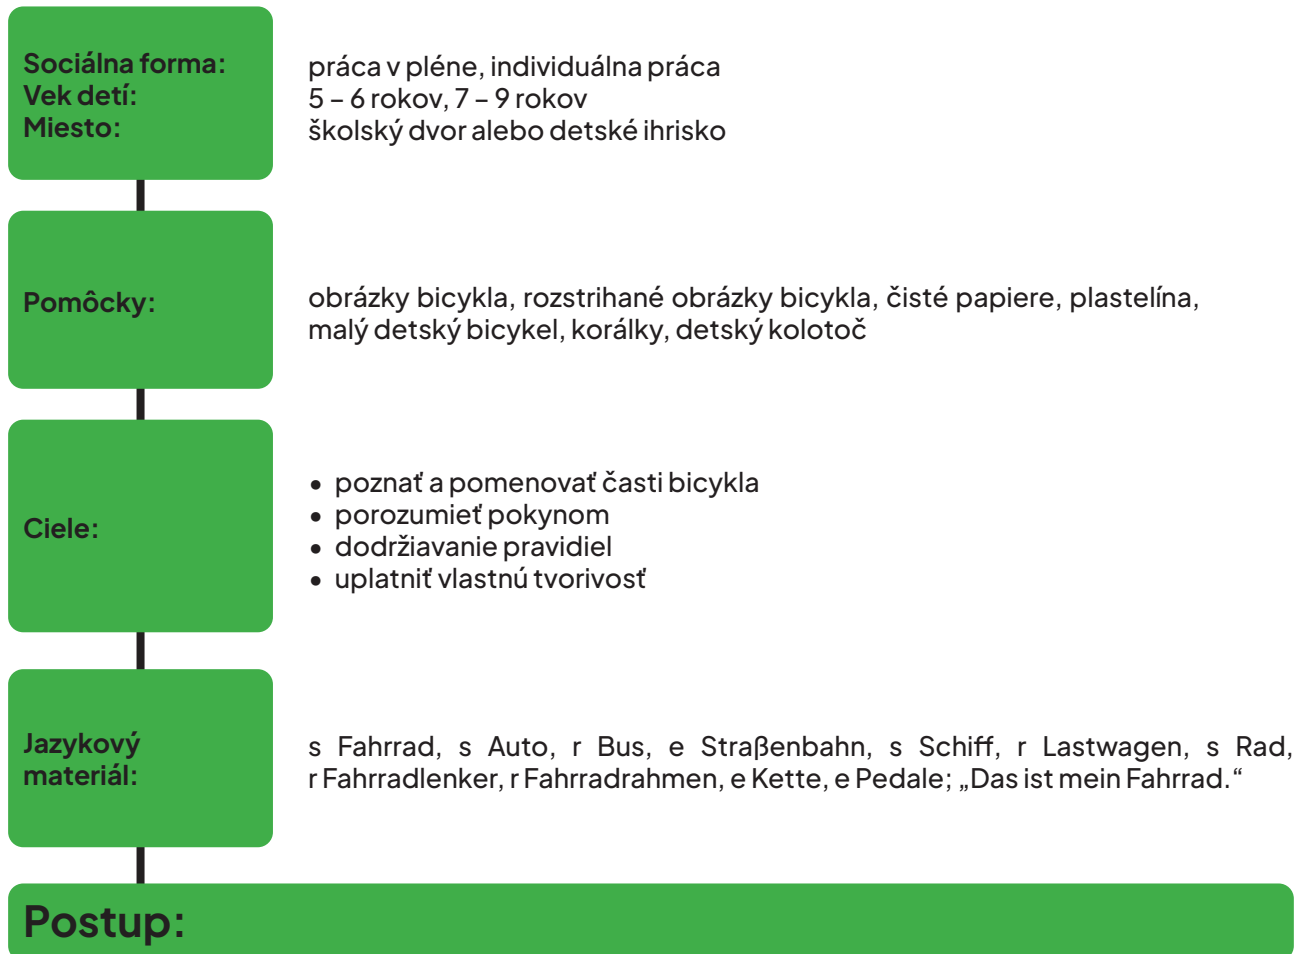 Sociálna forma: práca v pléne, individuálna práca
Vek detí: 5 – 6 rokov, 7 – 9 rokov
Miesto: školský dvor alebo detské ihrisko
Pomôcky:
obrázky bicykla, rozstrihané obrázky bicykla, čisté papiere, plastelína,
malý detský bicykel, korálky, detský kolotoč
Ciele:
• poznať a pomenovať časti bicykla
• porozumieť pokynom
• dodržiavanie pravidiel
• uplatniť vlastnú tvorivosť
Jazykový
materiál:
s Fahrrad, s Auto, r Bus, e Straßenbahn, s Schiff, r Lastwagen, s Rad,
r Fahrradlenker, r Fahrradrahmen, e Kette, e Pedale; „Das ist mein Fahrrad.“
Postup: